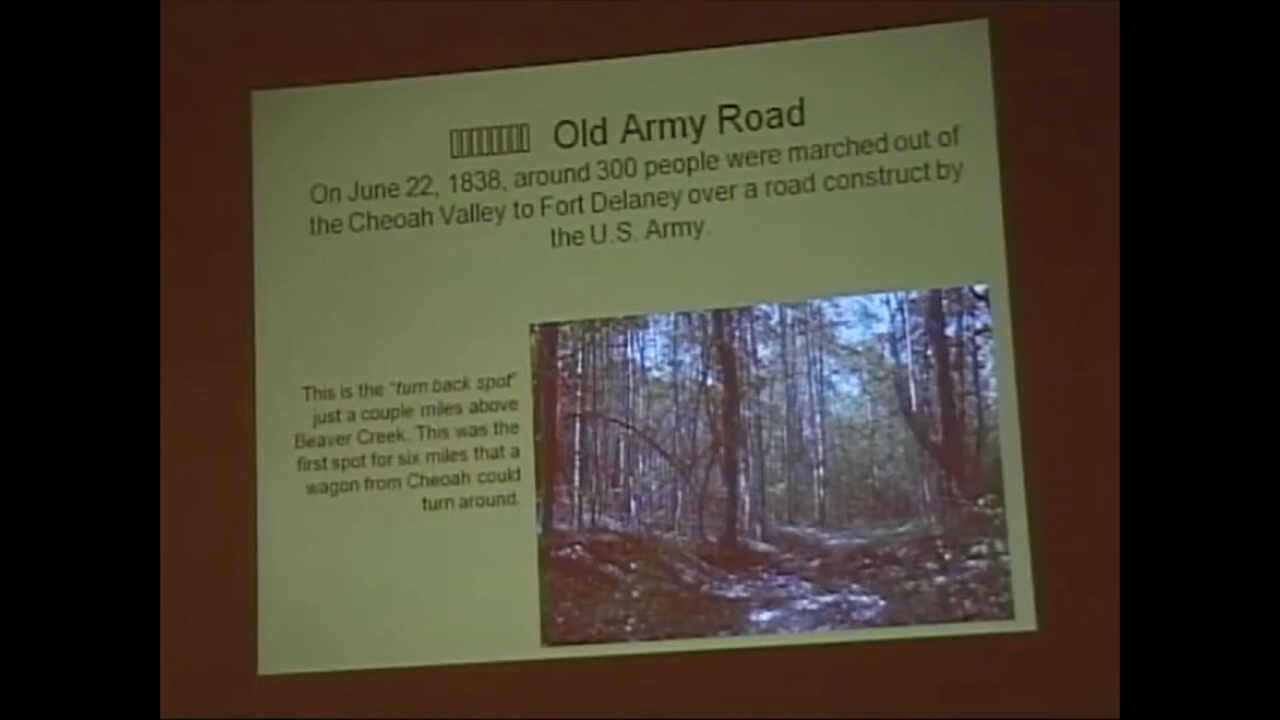 Old Army Road
On June 22, 1838, around 300 people were marched out of
the Cheoah Valley to Fort Delaney over a road construct by
the U.S. Army.
This is the "turn back spot"
just a couple miles above
Beaver Creek. This was the
first spot for six miles that a
wagon from Cheoah could
turn around.